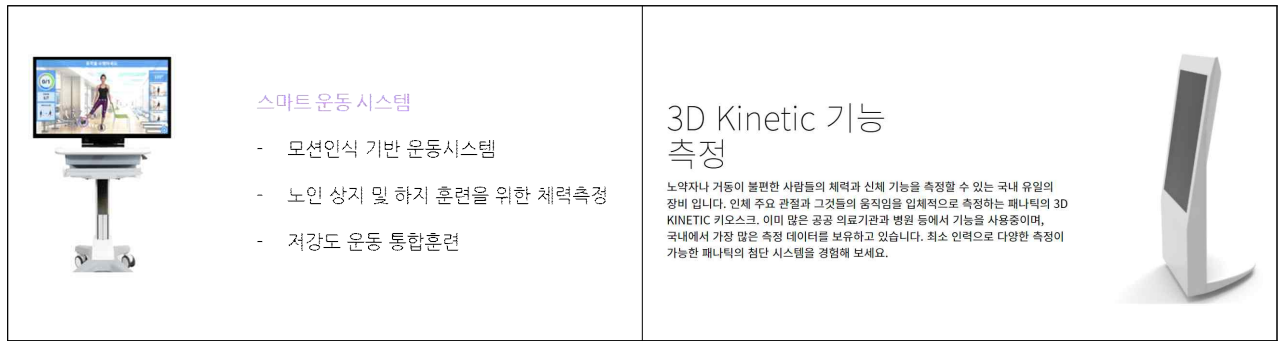 스마트 운동 시스템
- 모션인식 기반 운동시스템
- 노인 상지 및 하지 훈련을 위한 체력측정
- 저강도 운동 통합훈련
3D Kinetic 기능
측정
노약자나 거동이 불편한 사람들의 체력과 신체 기능을 측정할 수 있는 국내 유일의
장비 입니다. 인체 주요 관절과 그것들의 움직임을 입체적으로 측정하는 패나틱의 3D
KINETIC 키오스크. 이미 많은 공공 의료기관과 병원 등에서 기능을 사용중이며,
국내에서 가장 많은 측정 데이터를 보유하고 있습니다. 최소 인력으로 다양한 측정이
가능한 패나틱의 첨단 시스템을 경험해 보세요.